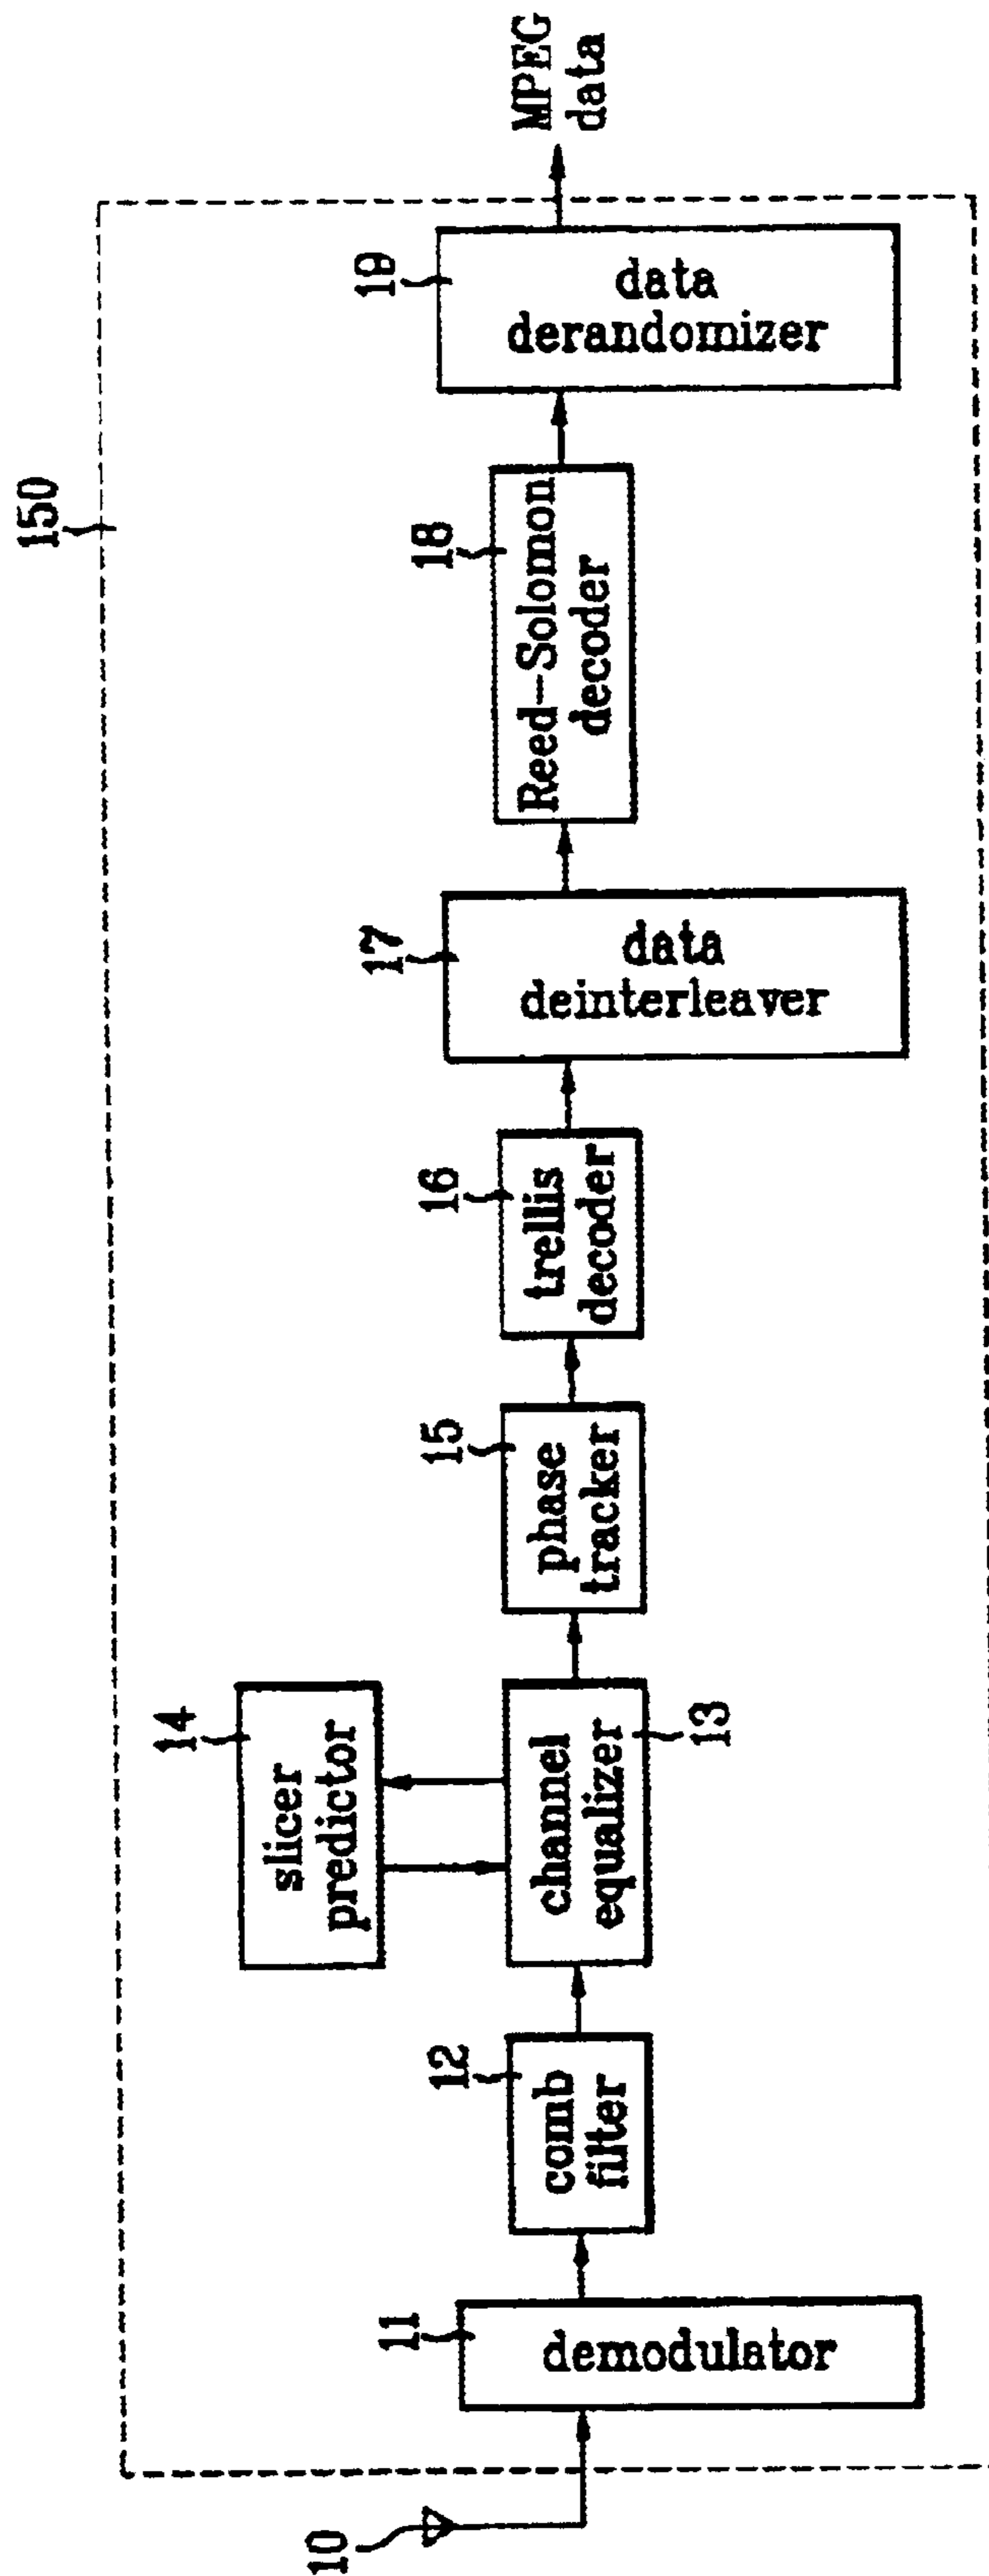 150
10
11
demodulator
12
comb
filter
14
slicer
predictor
channel
equalizer
13
15
phase
tracker
16
trellis
decoder
17
data
deinterleaver
18
Reed-Solomon
decoder
19
data
derandomizer
MPEG
data